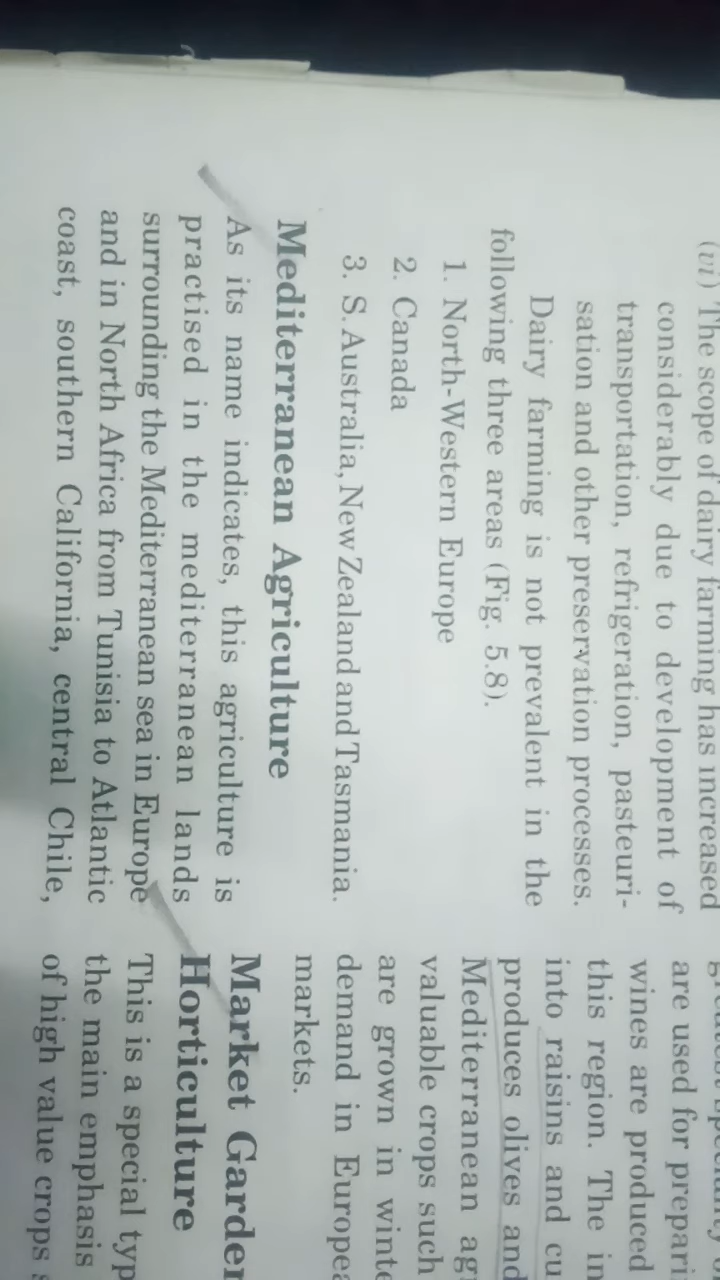 (vi) The scope of dairy farming has increased
considerably due to development of
transportation, refrigeration, pasteuri-
sation and other preservation processes.
Dairy farming is not prevalent in the
following three areas (Fig. 5.8).
1. North-Western Europe
2. Canada
3. S. Australia, New Zealand and Tasmania.
Mediterranean Agriculture
As its name indicates, this agriculture is
practised in the mediterranean lands
surrounding the Mediterranean sea in Europe
and in North Africa from Tunisia to Atlantic
coast, southern California, central Chile,
are used for prepari
wines are produced
this region. The in
into raisins and cu
produces olives and
Mediterranean ag
valuable crops such
are grown in winte
demand in Europea
markets.
Market Garden
Horticulture
This is a special typ
the main emphasis
of high value crops s